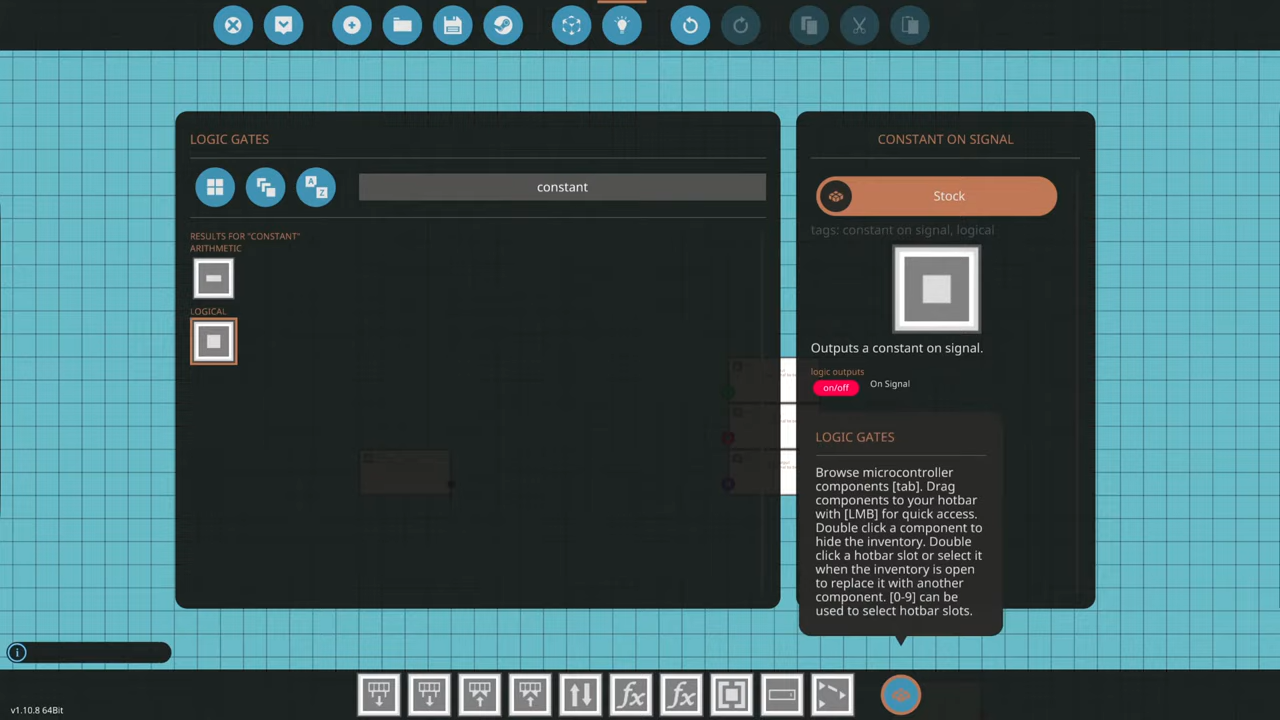 LOGIC GATES
constant
RESULTS FOR "CONSTANT"
ARITHMETIC
LOGICAL
CONSTANT ON SIGNAL
Stock
tags: constant on signal, logical
Outputs a constant on signal.
logic outputs
on/off On Signal
LOGIC GATES
Browse microcontroller
components [tab]. Drag
components to your hotbar
with [LMB] for quick access.
Double click a component to
hide the inventory. Double
click a hotbar slot or select it
when the inventory is open
to replace it with another
component. [0-9] can be
used to select hotbar slots.
fx
fx
v1.10.8 64Bit